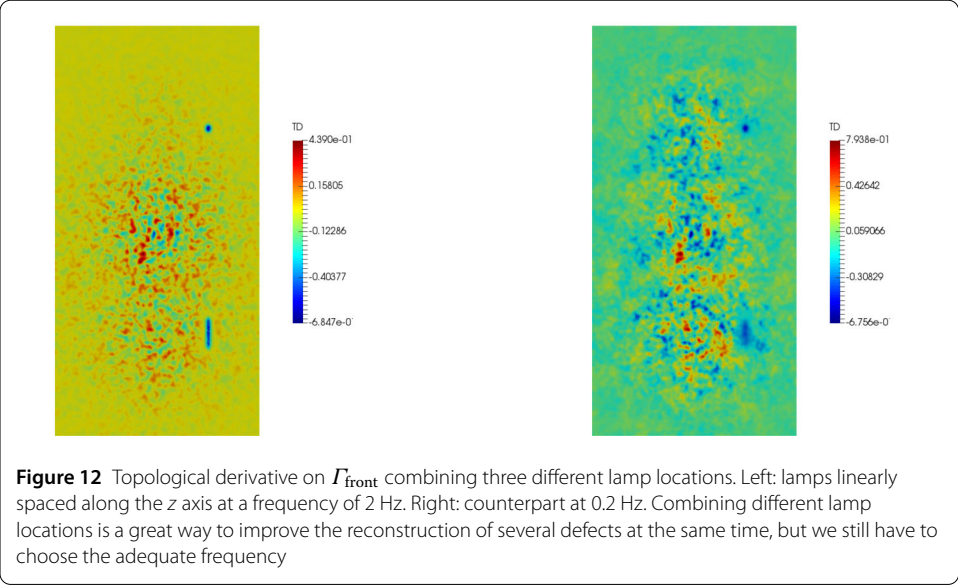 TD
4.390e-01
0.15805
-0.12286
-0.40377
-6.847e-0
TD
7.938e-01
0.42642
0.059066
-0.30829
-6.756e-0
Figure 12 Topological derivative on Γfront combining three different lamp locations. Left: lamps linearly
spaced along the z axis at a frequency of 2 Hz. Right: counterpart at 0.2 Hz. Combining different lamp
locations is a great way to improve the reconstruction of several defects at the same time, but we still have to
choose the adequate frequency